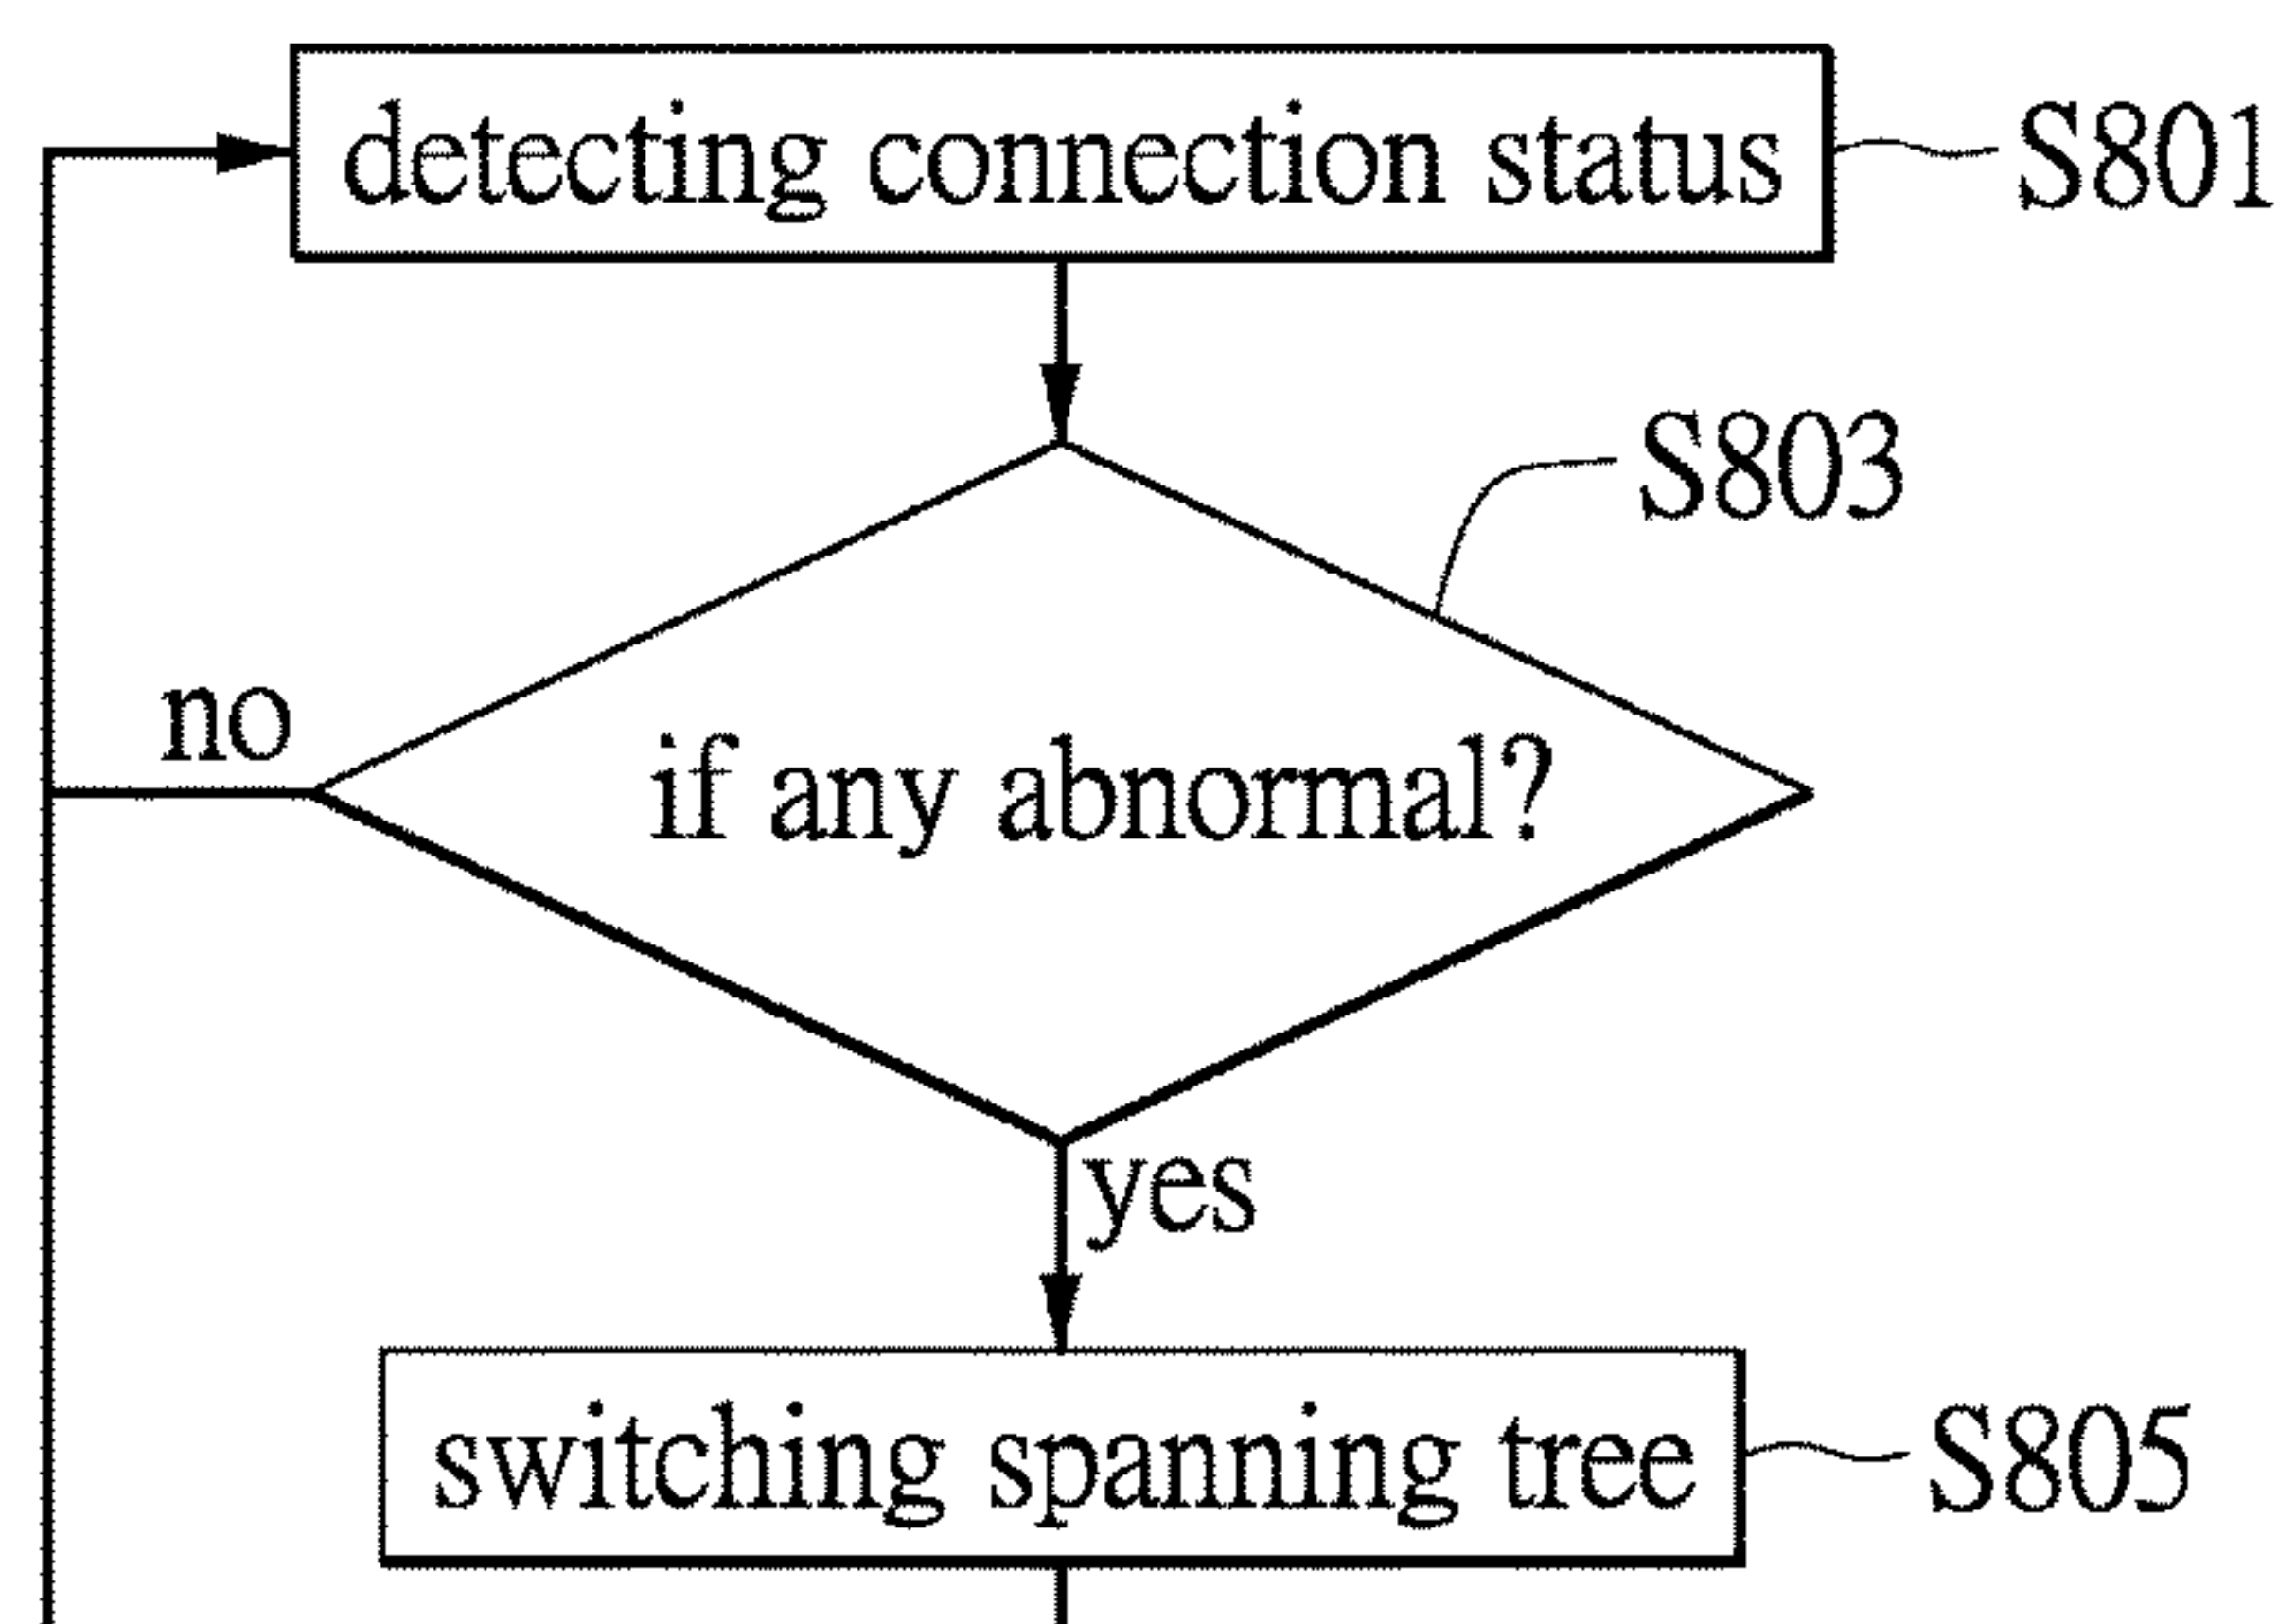 detecting connection status
S801
S803
no
if any abnormal?
yes
switching spanning tree
S805